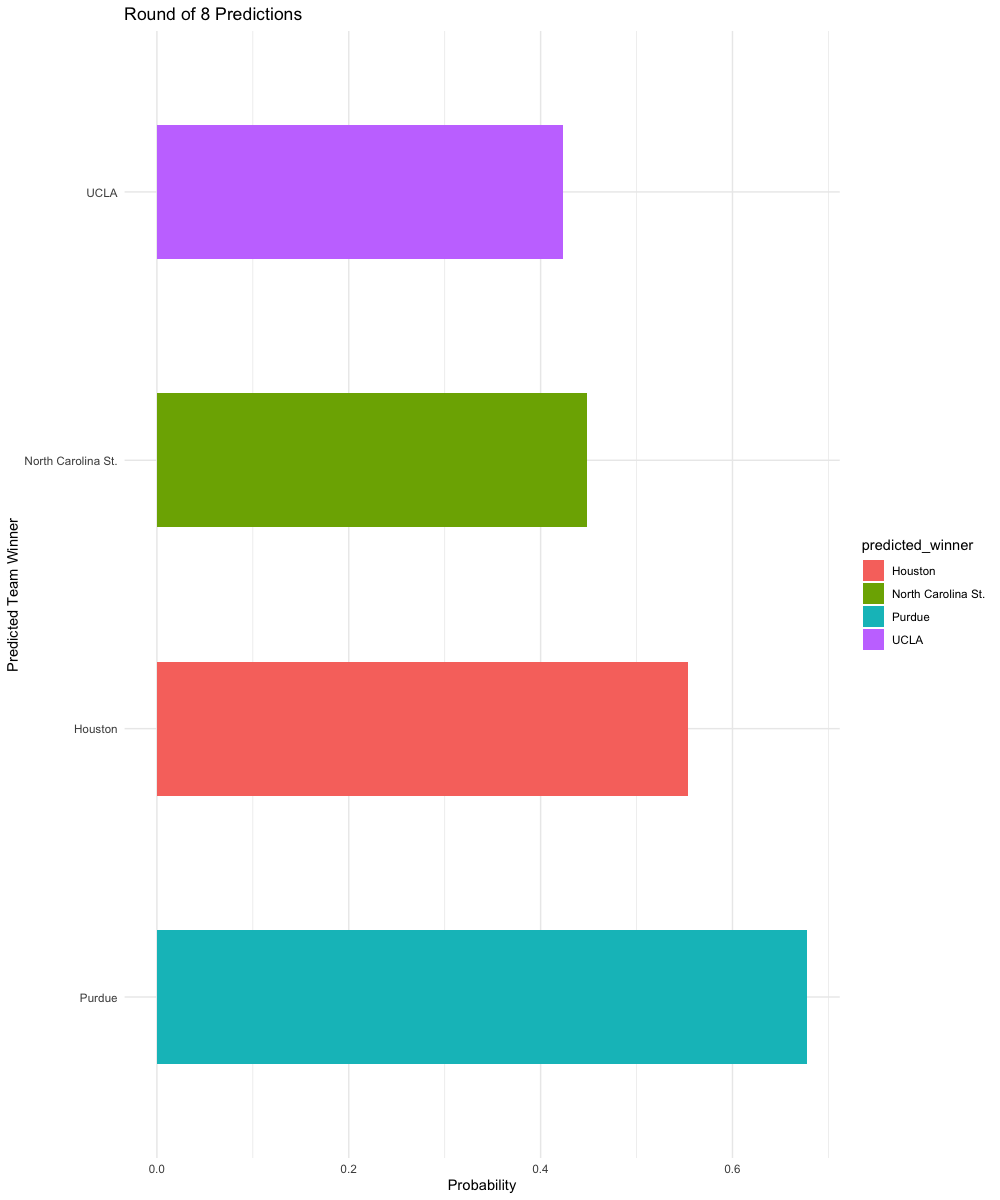 Round of 8 Predictions
Predicted Team Winner
UCLA
North Carolina St.
Houston
Purdue
0.0
0.2
0.4
0.6
Probability
predicted_winner
Houston
North Carolina St.
Purdue
UCLA